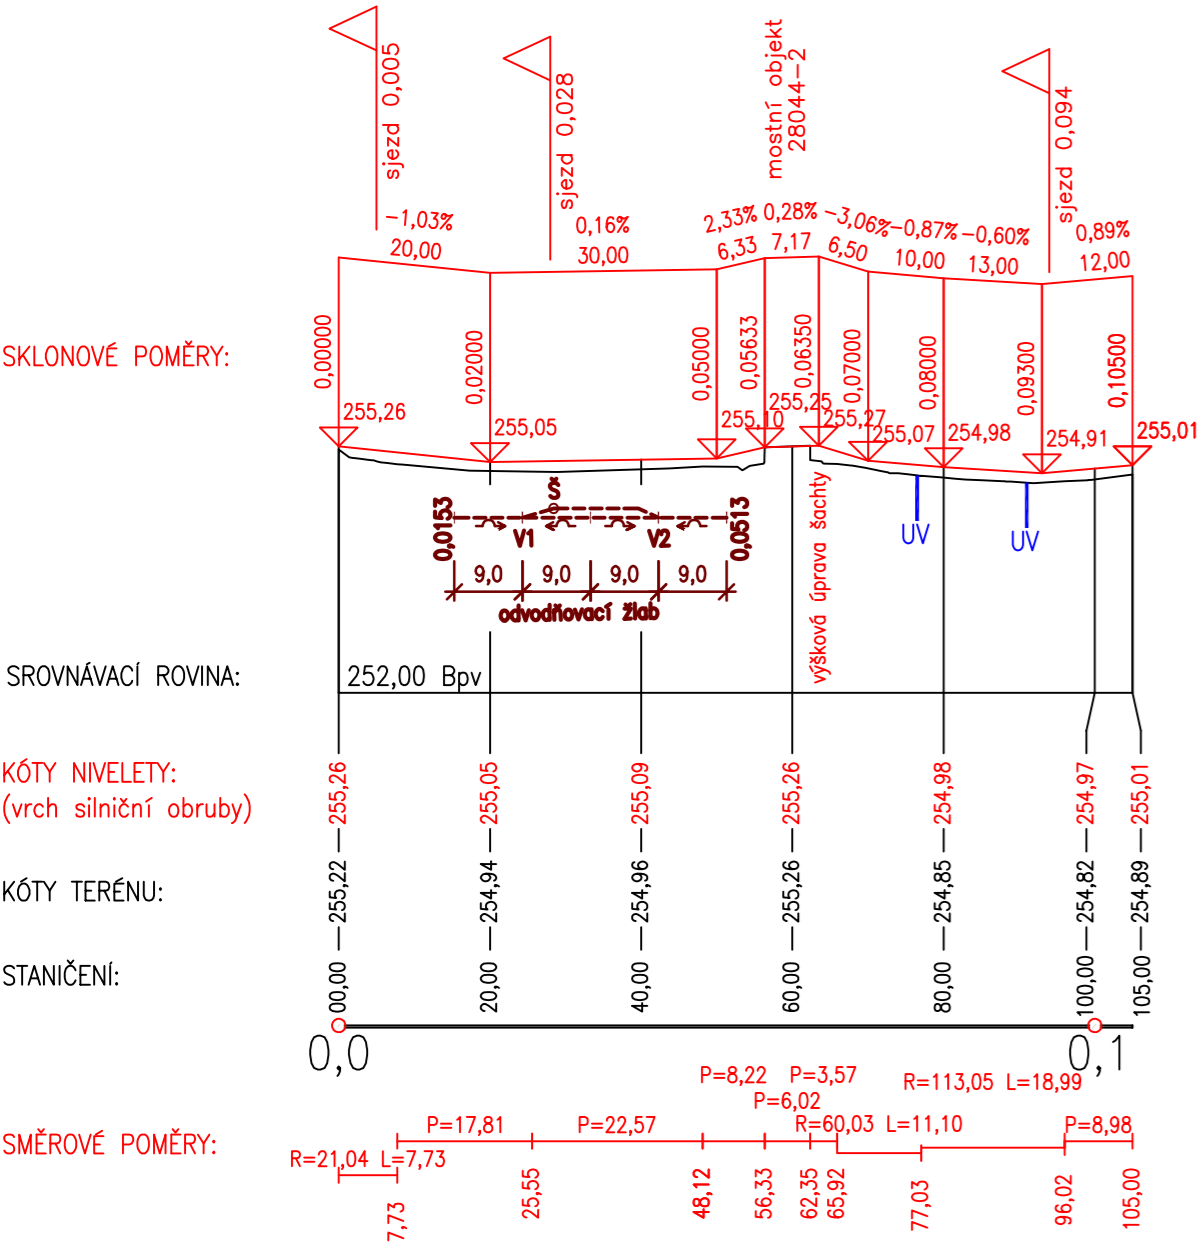 sjezd 0,005
sjezd 0,028
mostní objekt
28044-2
sjezd 0,094
-1,03%
0,16%
2,33%
0,28%
-3,06%
-0,87%
-0,60%
0,89%
20,00
30,00
6,33
7,17
6,50
10,00
13,00
12,00
SKLONOVÉ POMĚRY:
0,00000
0,02000
0,05000
0,05633
0,06350
0,07000
0,08000
0,09300
0,10500
255,26
255,05
255,10
255,25
255,27
255,07
254,98
254,91
255,01
0,0153
Š
V1
V2
0,0513
UV
UV
9,0
9,0
9,0
9,0
odvodňovací žlab
výšková úprava šachty
SROVNÁVACÍ ROVINA:
252,00 Bpv
KÓTY NIVELETY:
(vrch silniční obruby)
255,26
255,05
255,09
255,26
254,98
254,97
255,01
KÓTY TERÉNU:
255,22
254,94
254,96
255,26
254,85
254,82
254,89
STANIČENÍ:
00,00
20,00
40,00
60,00
80,00
100,00
105,00
0,0
0,1
SMĚROVÉ POMĚRY:
R=21,04 L=7,73
P=17,81
P=22,57
P=8,22
P=6,02
P=3,57
R=60,03 L=11,10
R=113,05 L=18,99
P=8,98
7,73
25,55
48,12
56,33
62,35
65,92
77,03
96,02
105,00